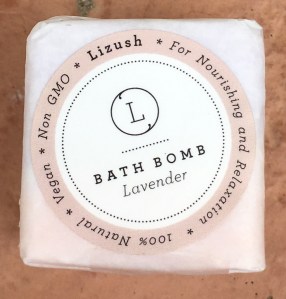 Lizush * For Nourishing and Relaxation * 100% Natural * Vegan * Non GMO *
L
BATH BOMB
Lavender